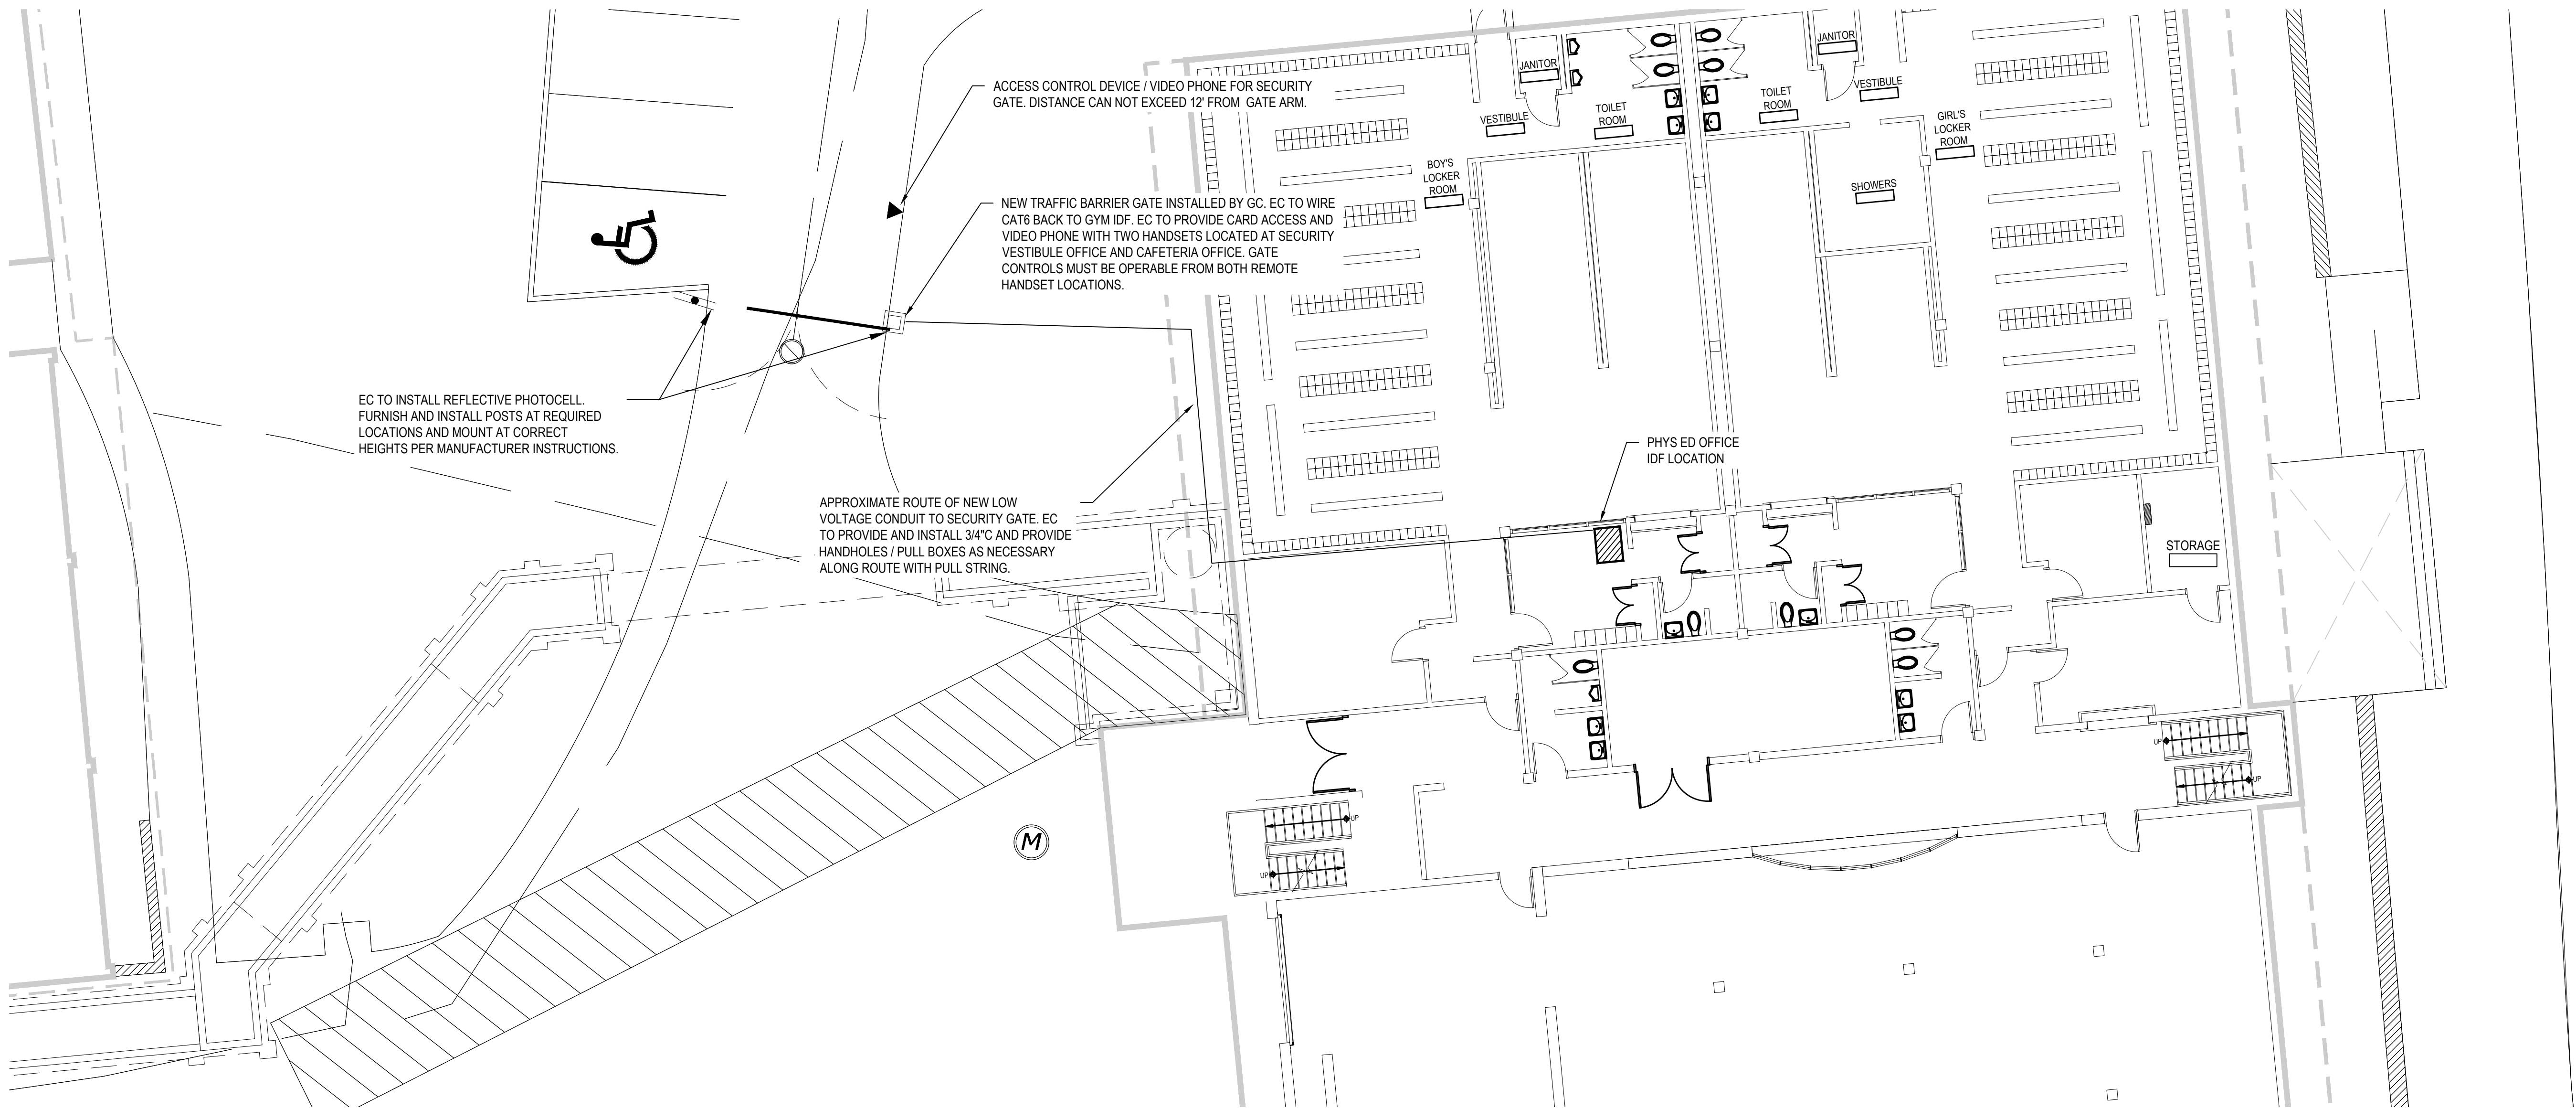 ACCESS CONTROL DEVICE / VIDEO PHONE FOR SECURITY
GATE. DISTANCE CAN NOT EXCEED 12' FROM GATE ARM.
NEW TRAFFIC BARRIER GATE INSTALLED BY GC. EC TO WIRE
CAT6 BACK TO GYM IDF. EC TO PROVIDE CARD ACCESS AND
VIDEO PHONE WITH TWO HANDSETS LOCATED AT SECURITY
VESTIBULE OFFICE AND CAFETERIA OFFICE. GATE
CONTROLS MUST BE OPERABLE FROM BOTH REMOTE
HANDSET LOCATIONS.
EC TO INSTALL REFLECTIVE PHOTOCELL.
FURNISH AND INSTALL POSTS AT REQUIRED
LOCATIONS AND MOUNT AT CORRECT
HEIGHTS PER MANUFACTURER INSTRUCTIONS.
APPROXIMATE ROUTE OF NEW LOW
VOLTAGE CONDUIT TO SECURITY GATE. EC
TO PROVIDE AND INSTALL 3/4"C AND PROVIDE
HANDHOLES / PULL BOXES AS NECESSARY
ALONG ROUTE WITH PULL STRING.
JANITOR
VESTIBULE
TOILET
ROOM
BOY'S
LOCKER
ROOM
JANITOR
VESTIBULE
TOILET
ROOM
GIRL'S
LOCKER
ROOM
SHOWERS
PHYS ED OFFICE
IDF LOCATION
STORAGE
UP
UP
UP
UP
M